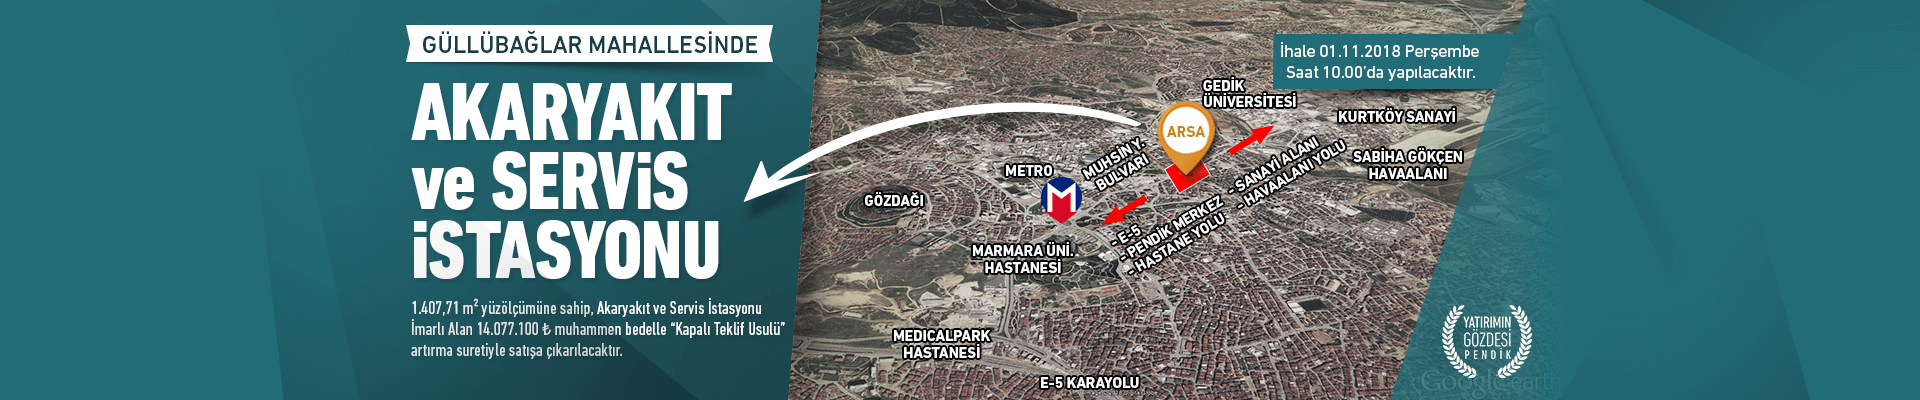 GÜLLÜBAĞLAR MAHALLESİNDE
AKARYAKIT
ve SERViS
iSTASYONU
1.407,71 m² yüzölçümüne sahip, Akaryakıt ve Servis İstasyonu
İmarlı Alan 14.077.100 ₺ muhammen bedelle “Kapalı Teklif Usulü”
artırma suretiyle satışa çıkarılacaktır.
İhale 01.11.2018 Perşembe
Saat 10.00'da yapılacaktır.
GEDİK
ÜNİVERSİTESİ
KURTKÖY SANAYİ
ARSA
MUHSİN Y.
BULVARI
SABİHA GÖKÇEN
HAVAALANI
- SANAYİ ALANI
- HAVAALANI YOLU
METRO
M
GÖZDAĞI
- E-5
- PENDİK MERKEZ
- HASTANE YOLU
MARMARA ÜNİ.
HASTANESİ
MEDICALPARK
HASTANESİ
E-5 KARAYOLU
YATIRIMIN
GÖZDESİ
PENDİK
Google earth